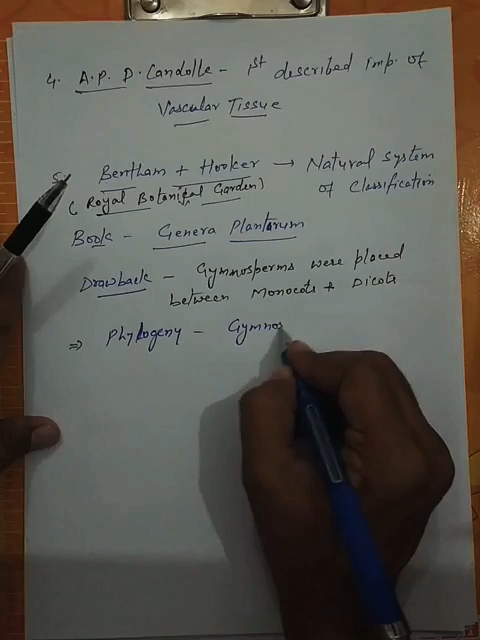 4. A.P.D. Candolle - 1st described Imp. of
Vascular Tissue
5. Bentham + Hooker → Natural System
of Classification
(Royal Botanical Garden)
Book - Genera Plantarum
Drawback - Gymnosperms were placed
between Monocots + Dicots
⇒ Phylogeny - Gymnos